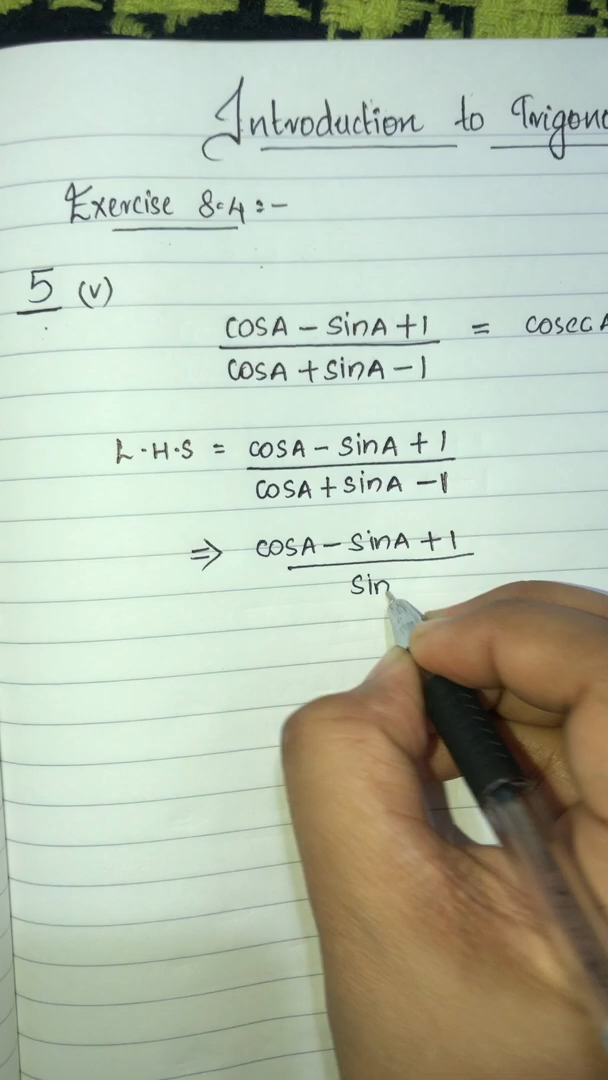 Introduction to Trigono
Exercise 8.4:-
5 (v)
cosA - sinA + 1 = cosec A
cosA + sinA - 1
L.H.S = cosA - sinA + 1
cosA + sinA - 1
⇒ cosA - sinA + 1
sin